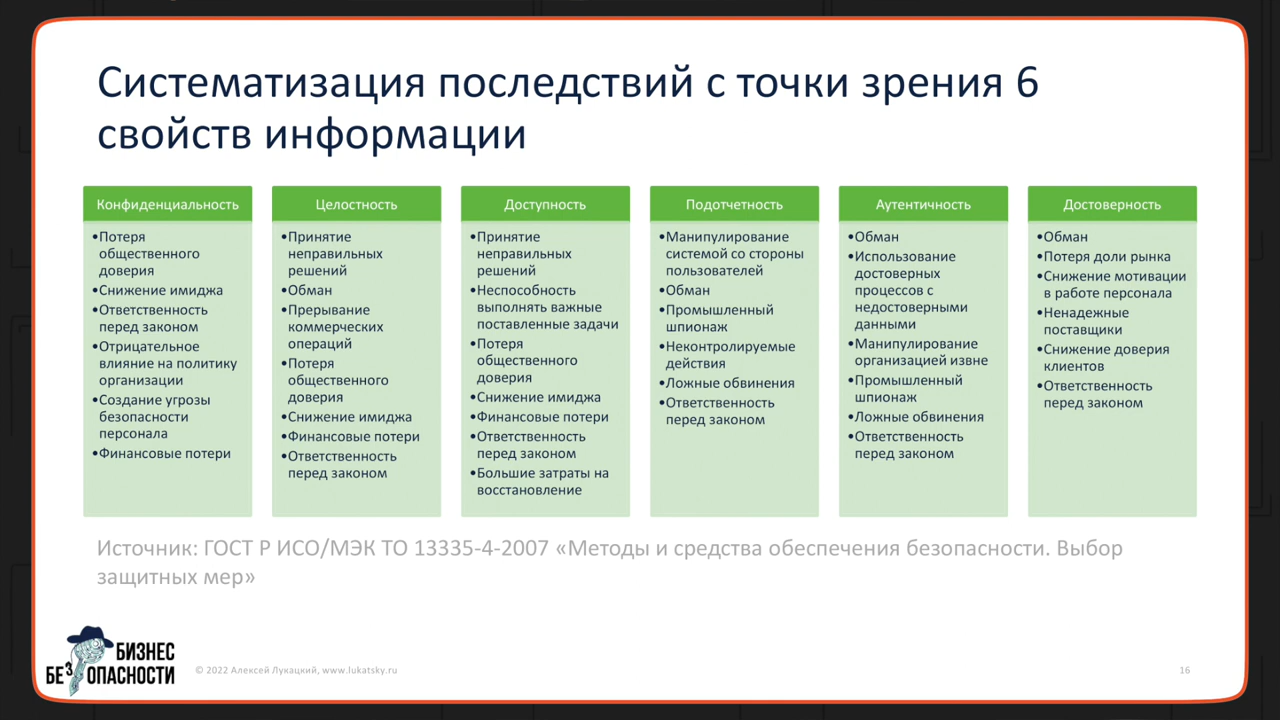 Систематизация последствий с точки зрения 6
свойств информации
Конфиденциальность
•Потеря
общественного
доверия
•Снижение имиджа
•Ответственность
перед законом
•Отрицательное
влияние на политику
организации
•Создание угрозы
безопасности
персонала
•Финансовые потери
Целостность
•Принятие
неправильных
решений
•Обман
•Прерывание
коммерческих
операций
•Потеря
общественного
доверия
•Снижение имиджа
•Финансовые потери
•Ответственность
перед законом
Доступность
•Принятие
неправильных
решений
•Неспособность
выполнять важные
поставленные задачи
•Потеря
общественного
доверия
•Снижение имиджа
•Финансовые потери
•Ответственность
перед законом
•Большие затраты на
восстановление
Подотчетность
•Манипулирование
системой со стороны
пользователей
•Обман
•Промышленный
шпионаж
•Неконтролируемые
действия
•Ложные обвинения
•Ответственность
перед законом
Аутентичность
•Обман
•Использование
достоверных
процессов с
недостоверными
данными
•Манипулирование
организацией извне
•Промышленный
шпионаж
•Ложные обвинения
•Ответственность
перед законом
Достоверность
•Обман
•Потеря доли рынка
•Снижение мотивации
в работе персонала
•Ненадежные
поставщики
•Снижение доверия
клиентов
•Ответственность
перед законом
Источник: ГОСТ Р ИСО/МЭК ТО 13335-4-2007 «Методы и средства обеспечения безопасности. Выбор
защитных мер»
БИЗНЕС
БЕЗОПАСНОСТИ
© 2022 Алексей Лукацкий, www.lukatsky.ru
16